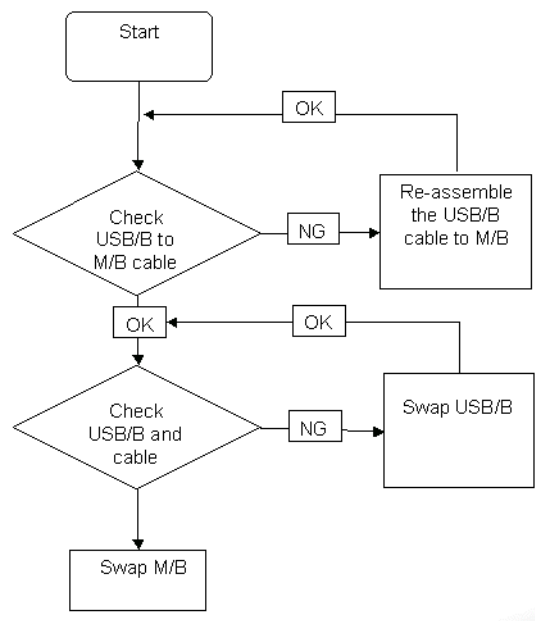 Start
OK
Check
USB/B to
M/B cable
NG
Re-assemble
the USB/B
cable to M/B
OK
OK
Check
USB/B and
cable
NG
Swap USB/B
Swap M/B